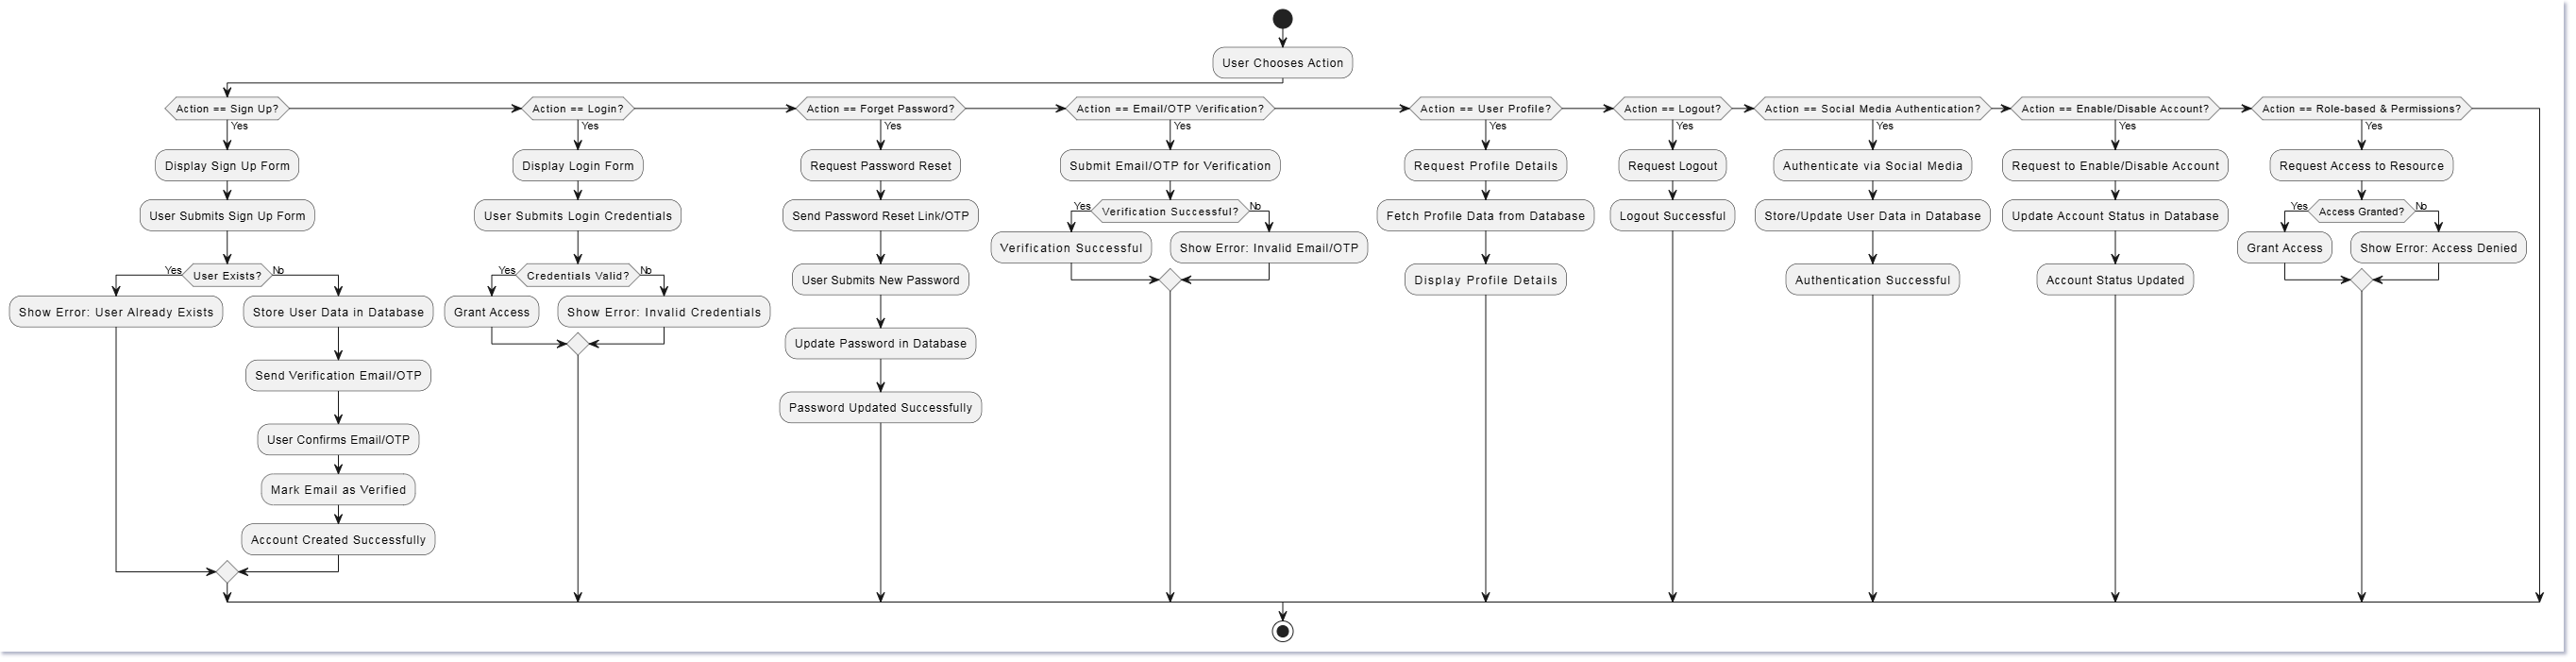 User Chooses Action
Action == Sign Up?
Action == Login?
Action == Forget Password?
Action == Email/OTP Verification?
Action == User Profile?
Action == Logout?
Action == Social Media Authentication?
Action == Enable/Disable Account?
Action == Role-based & Permissions?
Yes
Yes
Yes
Yes
Yes
Yes
Yes
Yes
Yes
Display Sign Up Form
User Submits Sign Up Form
User Exists?
Yes
No
Show Error: User Already Exists
Store User Data in Database
Send Verification Email/OTP
User Confirms Email/OTP
Mark Email as Verified
Account Created Successfully
Display Login Form
User Submits Login Credentials
Credentials Valid?
Yes
No
Grant Access
Show Error: Invalid Credentials
Request Password Reset
Send Password Reset Link/OTP
User Submits New Password
Update Password in Database
Password Updated Successfully
Submit Email/OTP for Verification
Verification Successful?
Yes
No
Verification Successful
Show Error: Invalid Email/OTP
Request Profile Details
Fetch Profile Data from Database
Display Profile Details
Request Logout
Logout Successful
Authenticate via Social Media
Store/Update User Data in Database
Authentication Successful
Request to Enable/Disable Account
Update Account Status in Database
Account Status Updated
Request Access to Resource
Access Granted?
Yes
No
Grant Access
Show Error: Access Denied